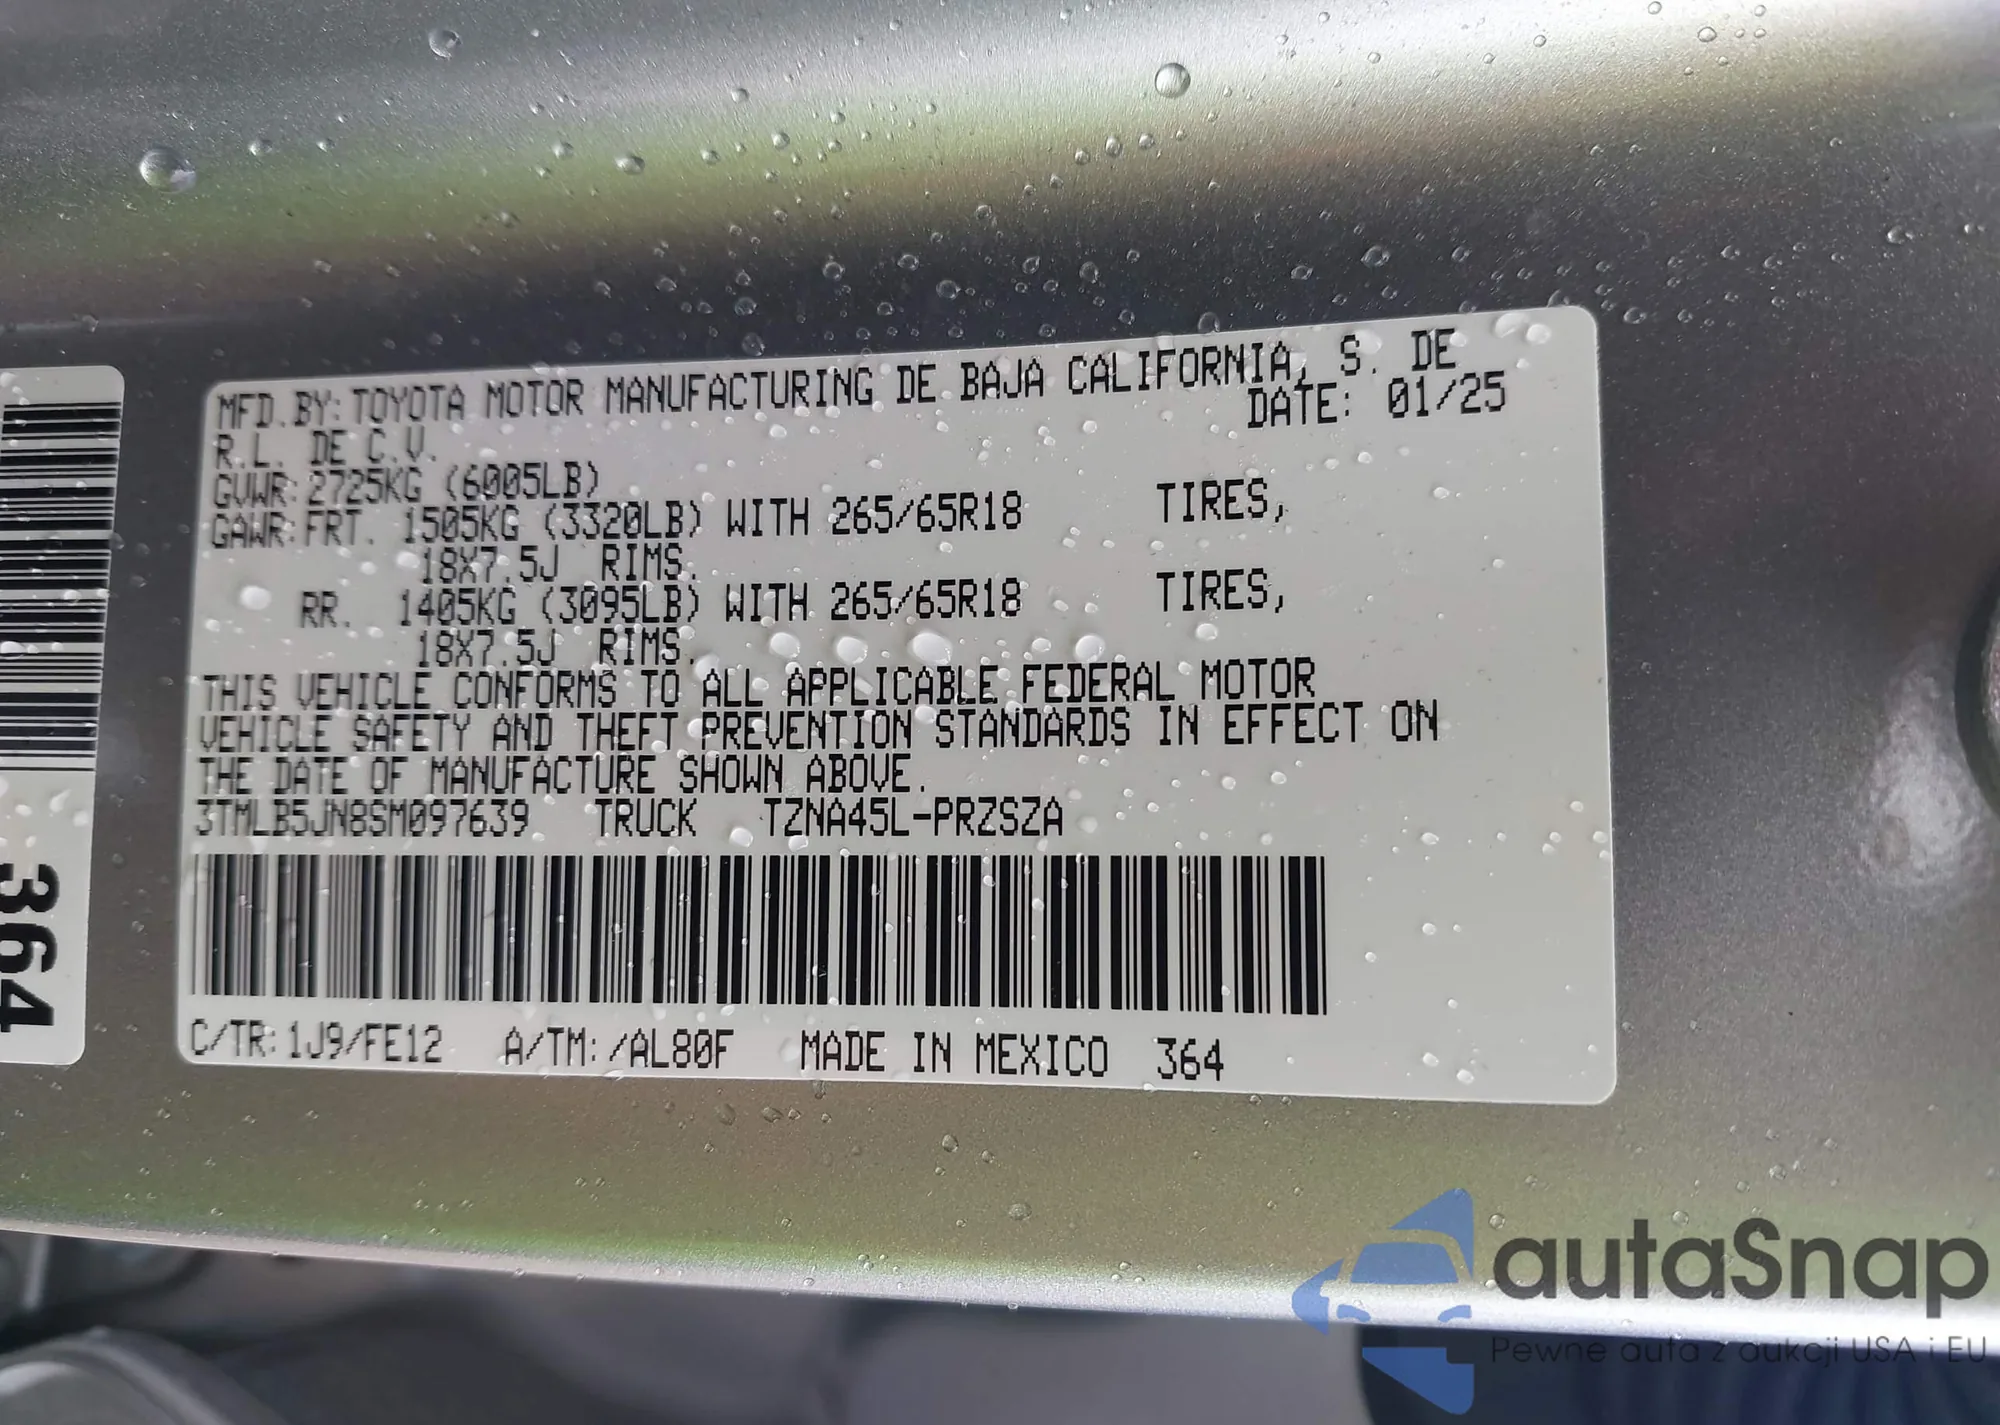 MFD.BY: TOYOTA MOTOR MANUFACTURING DE BAJA CALIFORNIA, S. DE
R.L. DE C.V. DATE: 01/25
GVWR: 2725KG (6005LB)
GAWR: FRT. 1505KG (3320LB) WITH 265/65R18 TIRES,
18X7.5J RIMS.
RR. 1405KG (3095LB) WITH 265/65R18 TIRES,
18X7.5J RIMS.
THIS VEHICLE CONFORMS TO ALL APPLICABLE FEDERAL MOTOR
VEHICLE SAFETY AND THEFT PREVENTION STANDARDS IN EFFECT ON
THE DATE OF MANUFACTURE SHOWN ABOVE.
3TMLB5JN8SM097639 TRUCK TZNA45L-PRZSZA
C/TR: 1J9/FE12 A/TM: /AL80F MADE IN MEXICO 364
364
autaSnap
Pewne auta z aukcji USA i EU